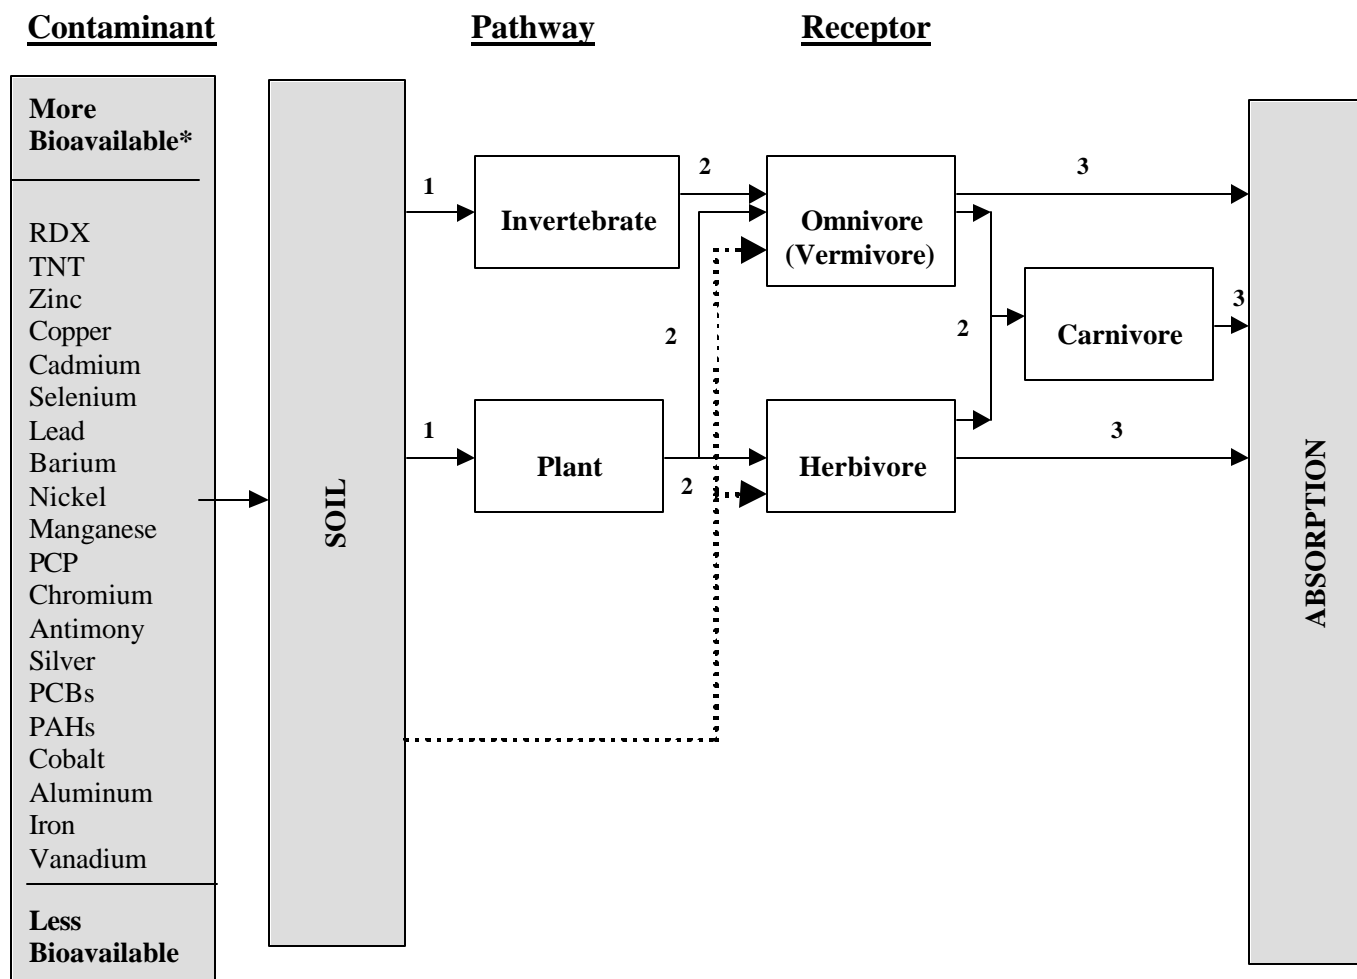 Contaminant
Pathway
Receptor
More
Bioavailable*
RDX
TNT
Zinc
Copper
Cadmium
Selenium
Lead
Barium
Nickel
Manganese
PCP
Chromium
Antimony
Silver
PCBs
PAHs
Cobalt
Aluminum
Iron
Vanadium
Less
Bioavailable
SOIL
1
Invertebrate
2
Omnivore
(Vermivore)
3
2
2
Carnivore
3
1
Plant
2
Herbivore
3
ABSORPTION